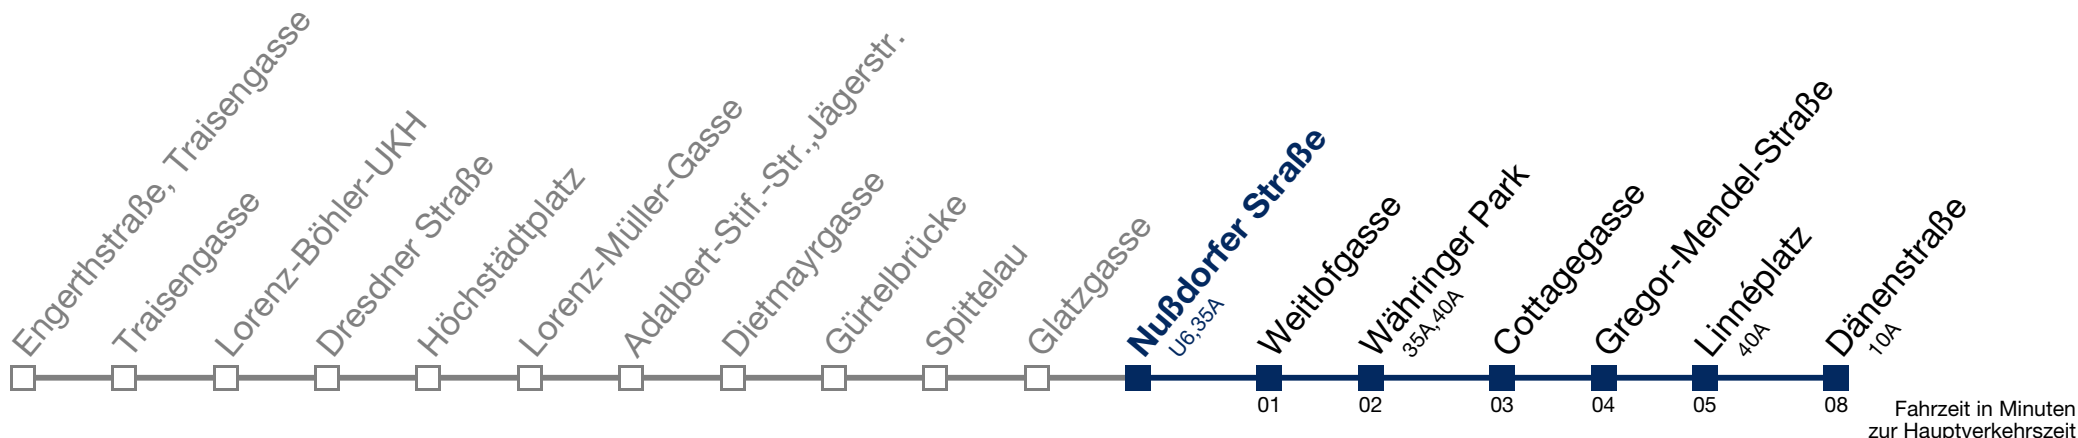 Engerthstraße, Traisengasse
Traisengasse
Lorenz-Böhler-UKH
Dresdner Straße
Höchstädtplatz
Lorenz-Müller-Gasse
Adalbert-Stif.-Str.,Jägerstr.
Dietmayrgasse
Gürtelbrücke
Spittelau
Glatzgasse
Nußdorfer Straße
U6,35A
Weitlofgasse
Währinger Park
35A,40A
Cottagegasse
Gregor-Mendel-Straße
Linnéplatz
40A
Dänenstraße
10A
01 02 03 04 05 08
Fahrzeit in Minuten
zur Hauptverkehrszeit